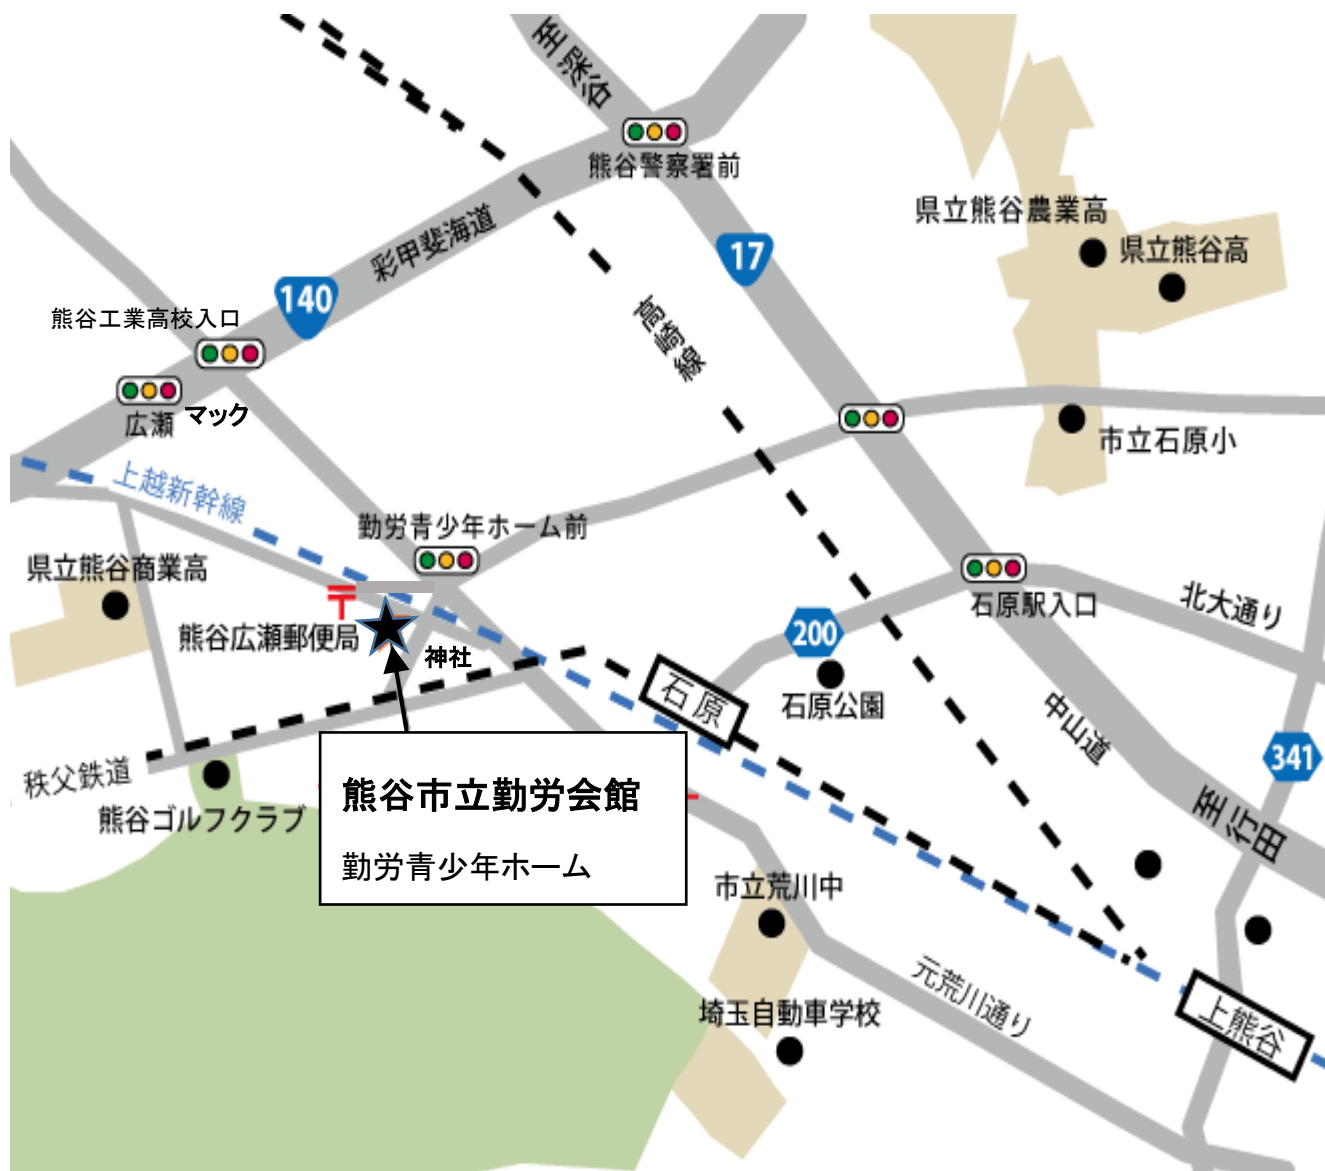 至深谷
熊谷警察署前
県立熊谷農業高
県立熊谷高
17
彩甲斐海道
140
高崎線
熊谷工業高校入口
広瀬
マック
市立石原小
上越新幹線
勤労青少年ホーム前
県立熊谷商業高
石原駅入口
北大通り
200
熊谷広瀬郵便局
神社
石原
石原公園
中山道
341
秩父鉄道
熊谷ゴルフクラブ
熊谷市立勤労会館
勤労青少年ホーム
至行田
市立荒川中
元荒川通り
埼玉自動車学校
上熊谷